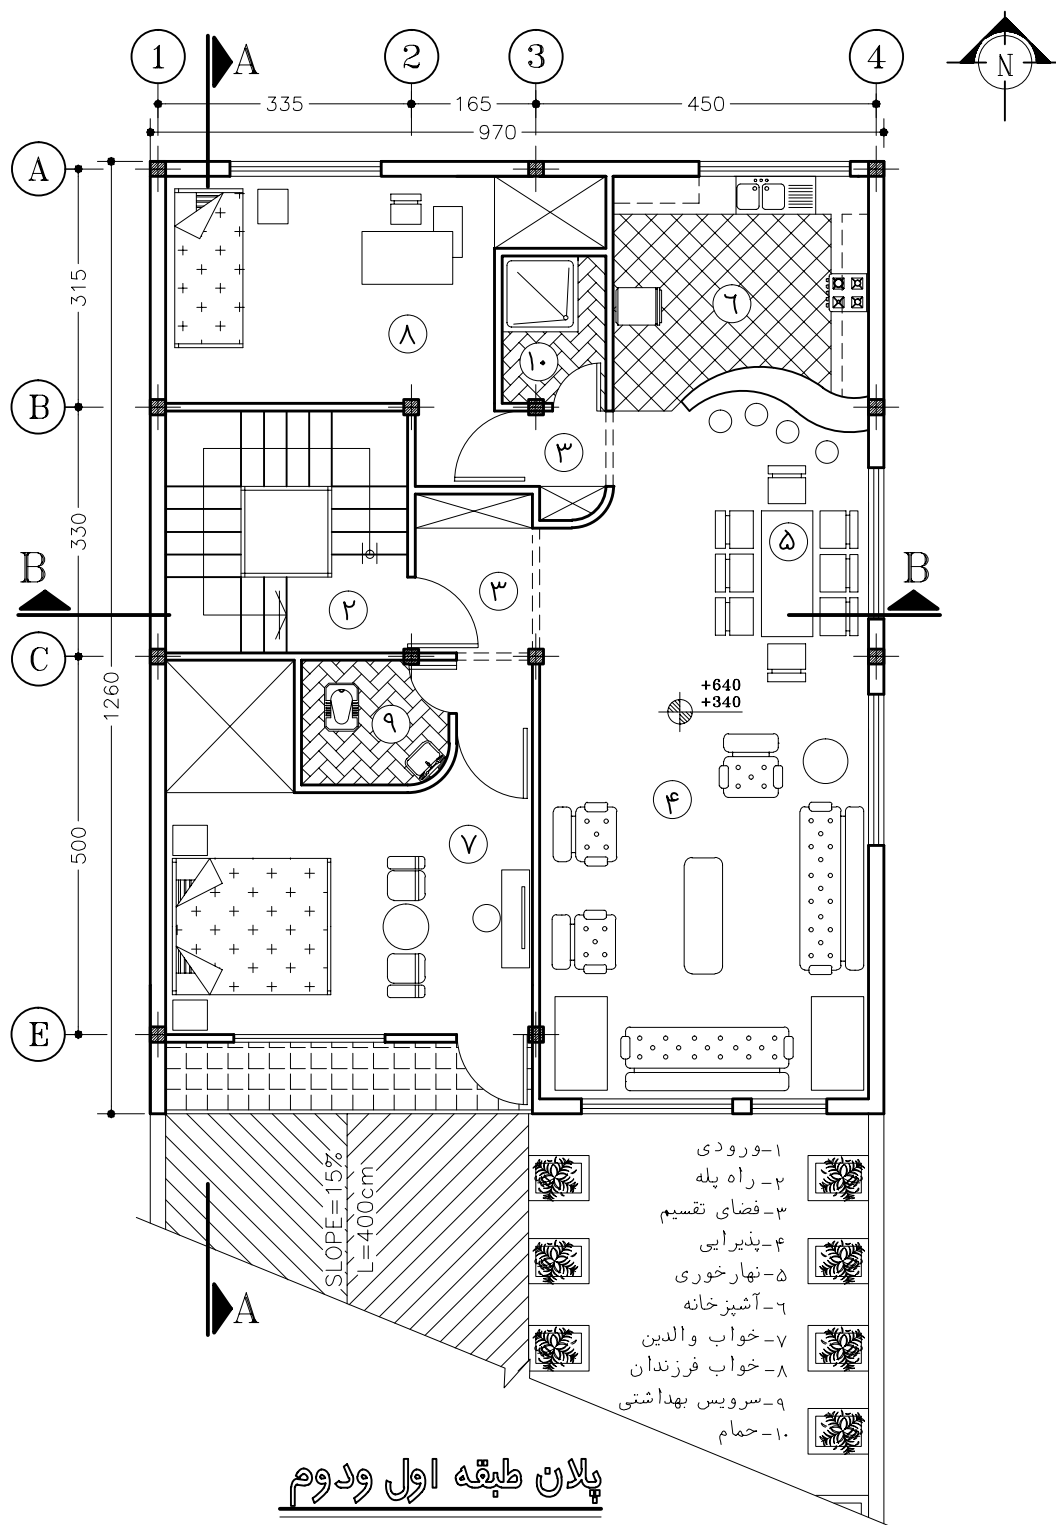 1 2 3 4
A
N
335 165 450
970
A
315
۸ ۱۰ ۶
B
۳
330
۵
B B
۲ ۳
C
1260
+640
+340
۹
۴
500
۷
E
SLOPE=15%
L=400cm
A
۱-ورودی
۲-راه پله
۳-فضای تقسیم
۴-پذیرایی
۵-نهارخوری
۶-آشپزخانه
۷-خواب والدین
۸-خواب فرزندان
۹-سرویس بهداشتی
۱۰-حمام
پلان طبقه اول ودوم